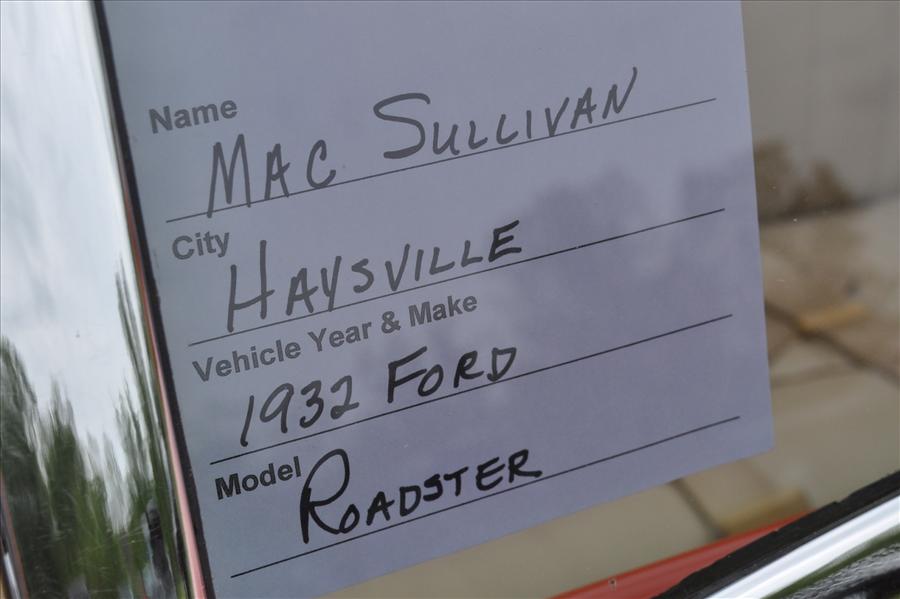 Name
MAC SULLIVAN
City
HAYSVILLE
Vehicle Year & Make
1932 FORD
Model
ROADSTER